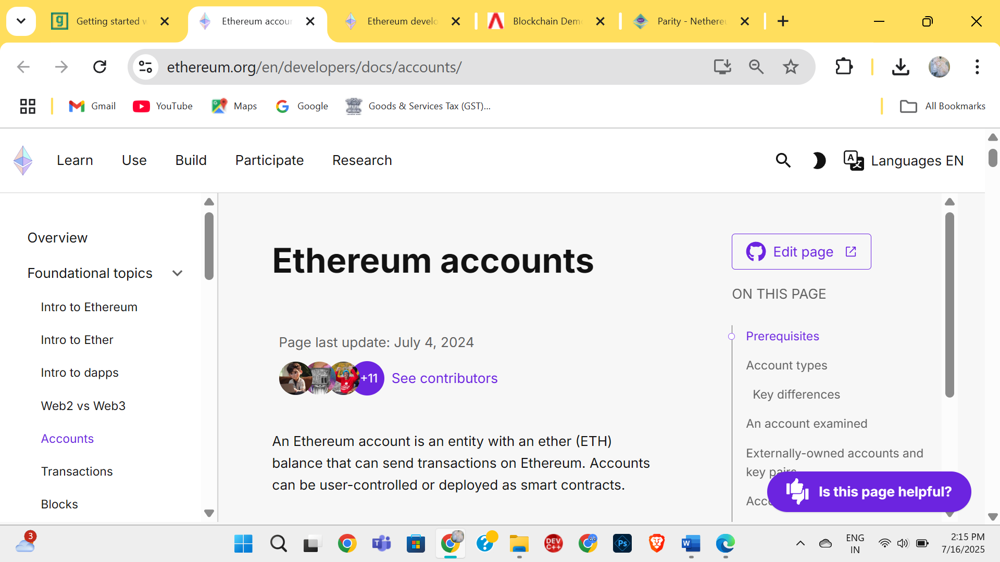 Getting started w
Ethereum accour
Ethereum develo
Blockchain Dem
Parity - Nethere
ethereum.org/en/developers/docs/accounts/
Gmail
YouTube
Maps
Google
Goods & Services Tax (GST)...
All Bookmarks
Learn
Use
Build
Participate
Research
Languages EN
Overview
Foundational topics
Intro to Ethereum
Intro to Ether
Intro to dapps
Web2 vs Web3
Accounts
Transactions
Blocks
Ethereum accounts
Page last update: July 4, 2024
+11
See contributors
An Ethereum account is an entity with an ether (ETH)
balance that can send transactions on Ethereum. Accounts
can be user-controlled or deployed as smart contracts.
Edit page
ON THIS PAGE
Prerequisites
Account types
Key differences
An account examined
Externally-owned accounts and
key pairs
Acc
Is this page helpful?
3
DEV
C++
Ps
W
ENG
IN
2:15 PM
7/16/2025